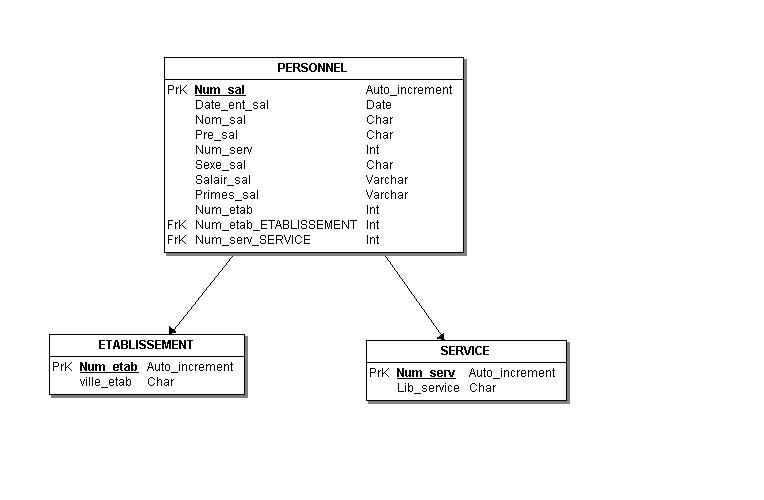 PERSONNEL
PrK Num_sal Auto_increment
Date_ent_sal Date
Nom_sal Char
Pre_sal Char
Num_serv Int
Sexe_sal Char
Salair_sal Varchar
Primes_sal Varchar
Num_etab Int
FrK Num_etab_ETABLISSEMENT Int
FrK Num_serv_SERVICE Int
ETABLISSEMENT
PrK Num_etab Auto_increment
ville_etab Char
SERVICE
PrK Num_serv Auto_increment
Lib_service Char